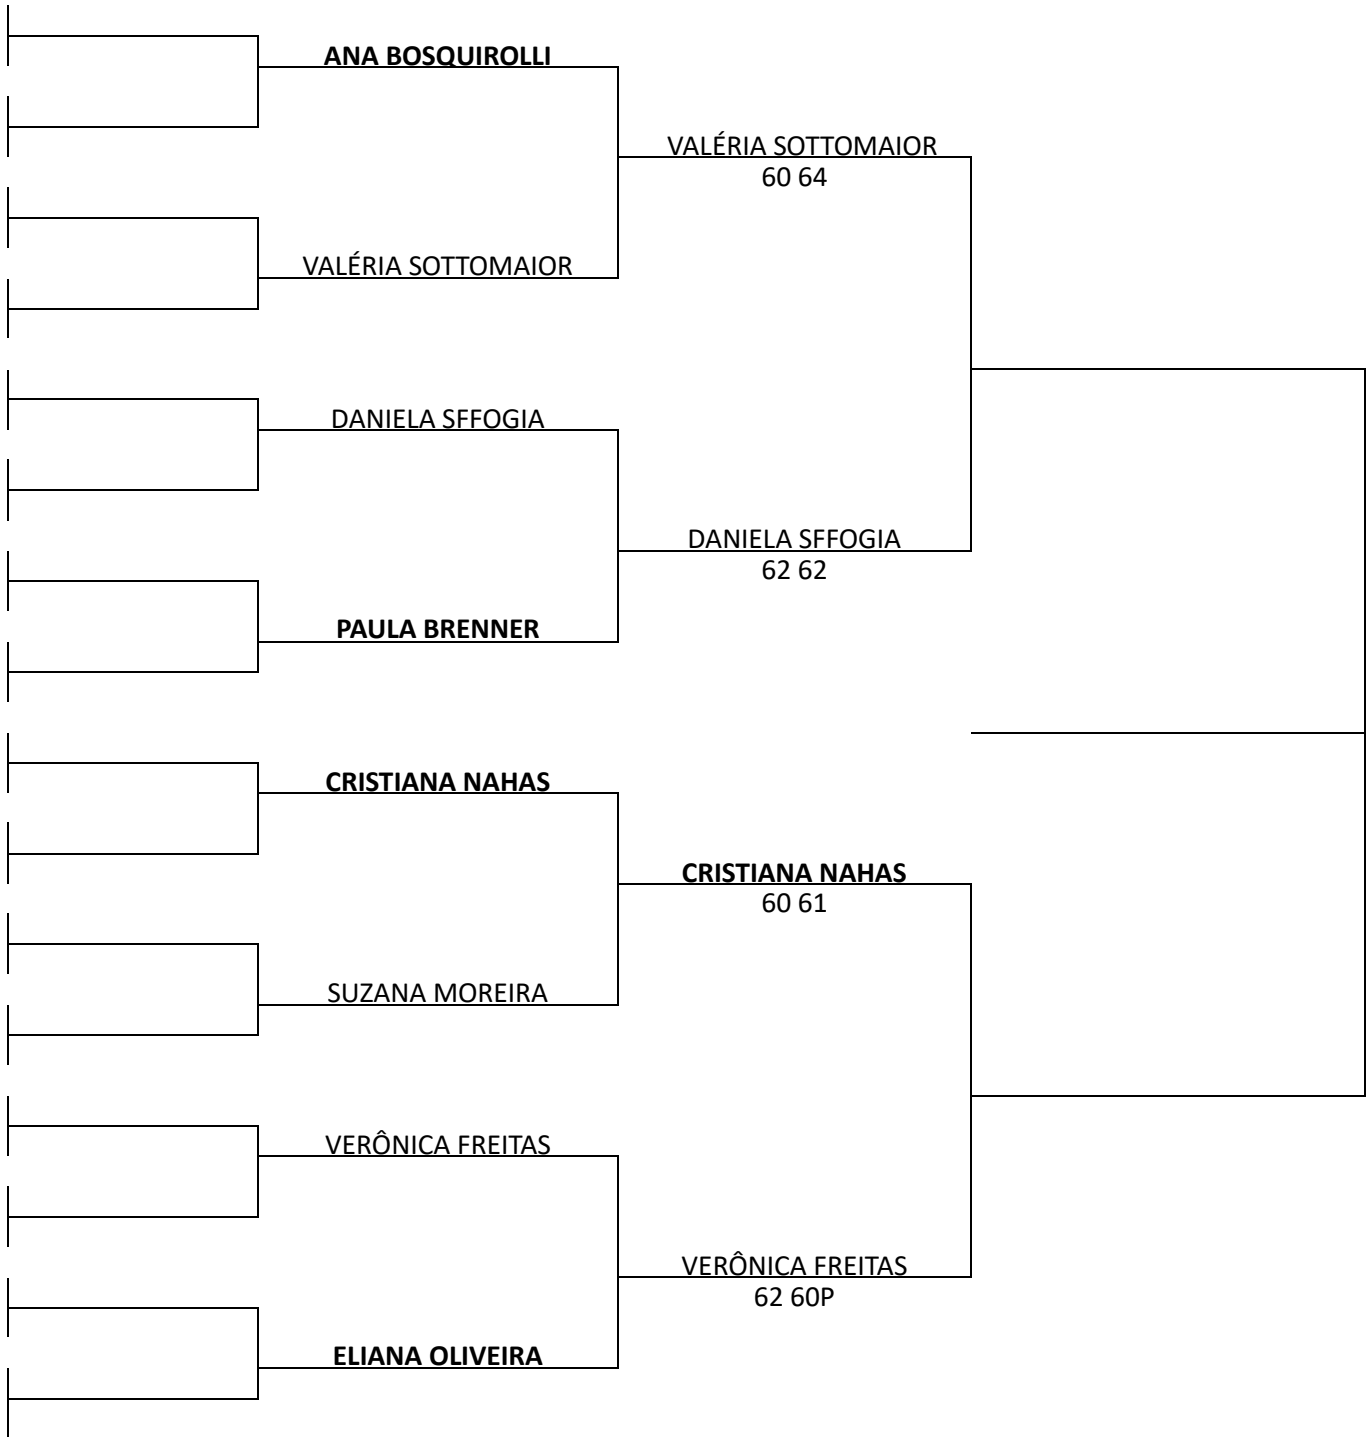 ANA BOSQUIROLLI
VALÉRIA SOTTOMAIOR
60 64
VALÉRIA SOTTOMAIOR
DANIELA SFFOGIA
DANIELA SFFOGIA
62 62
PAULA BRENNER
CRISTIANA NAHAS
CRISTIANA NAHAS
60 61
SUZANA MOREIRA
VERÔNICA FREITAS
VERÔNICA FREITAS
62 60P
ELIANA OLIVEIRA